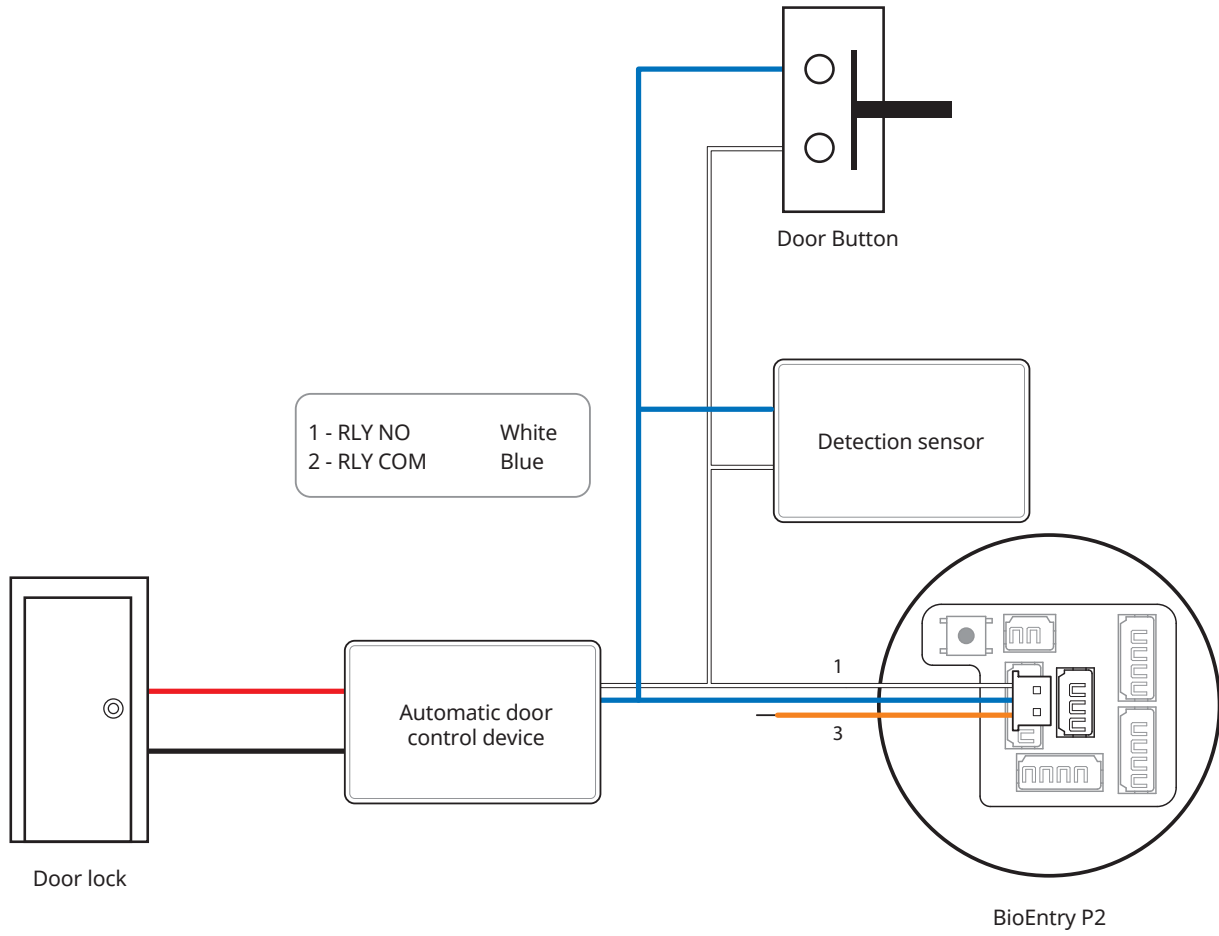 Door Button
1 - RLY NO White
2 - RLY COM Blue
Detection sensor
1
Automatic door
control device
3
Door lock
BioEntry P2